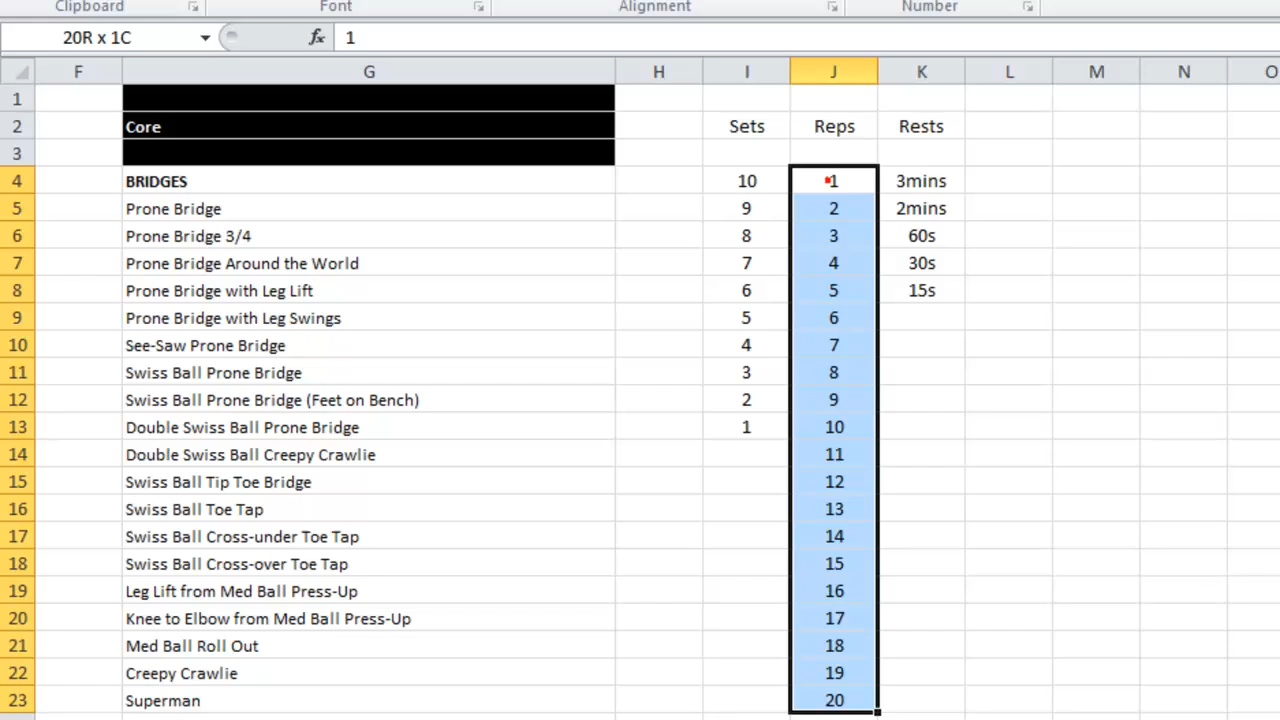 Clipboard Font Alignment Number
20R x 1C fx 1
F G H I J K L M N O
1
2 Core Sets Reps Rests
3
4 BRIDGES 10 1 3mins
5 Prone Bridge 9 2 2mins
6 Prone Bridge 3/4 8 3 60s
7 Prone Bridge Around the World 7 4 30s
8 Prone Bridge with Leg Lift 6 5 15s
9 Prone Bridge with Leg Swings 5 6
10 See-Saw Prone Bridge 4 7
11 Swiss Ball Prone Bridge 3 8
12 Swiss Ball Prone Bridge (Feet on Bench) 2 9
13 Double Swiss Ball Prone Bridge 1 10
14 Double Swiss Ball Creepy Crawlie 11
15 Swiss Ball Tip Toe Bridge 12
16 Swiss Ball Toe Tap 13
17 Swiss Ball Cross-under Toe Tap 14
18 Swiss Ball Cross-over Toe Tap 15
19 Leg Lift from Med Ball Press-Up 16
20 Knee to Elbow from Med Ball Press-Up 17
21 Med Ball Roll Out 18
22 Creepy Crawlie 19
23 Superman 20